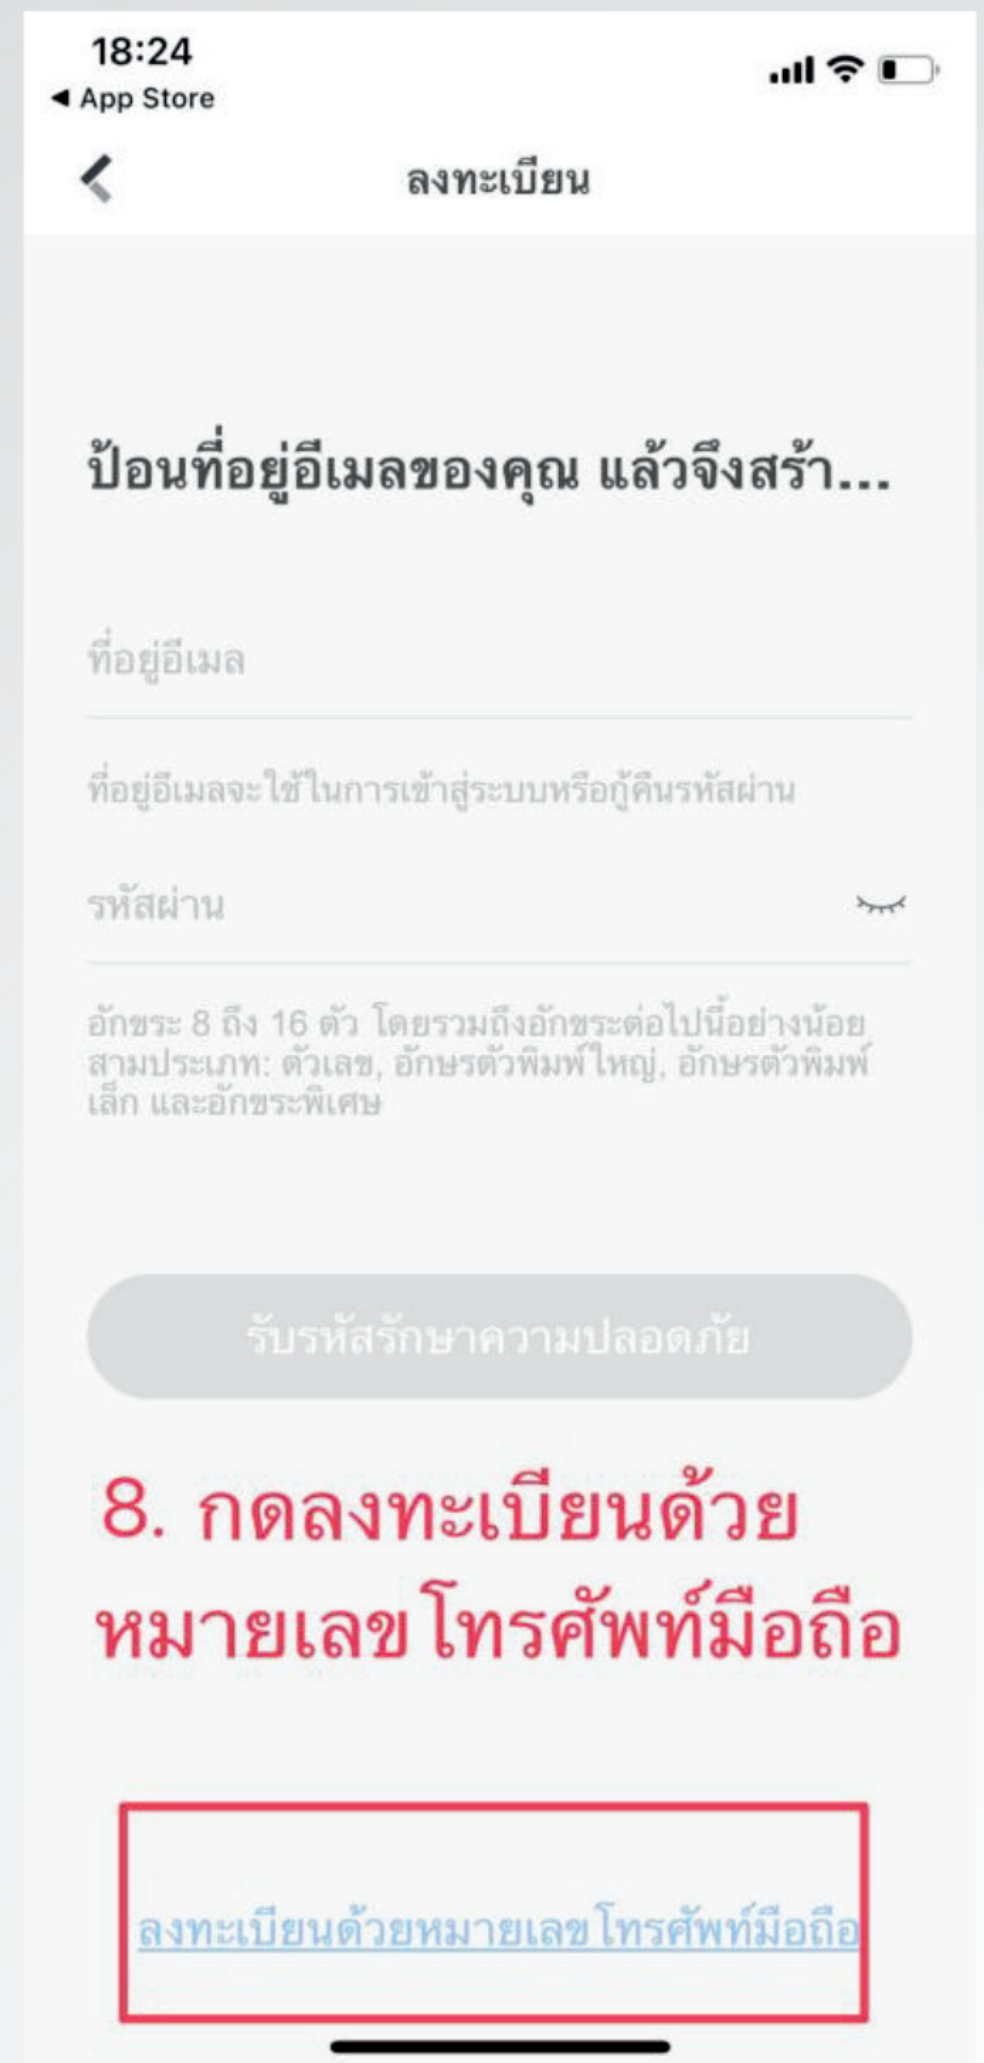 18:24
◀ App Store
ลงทะเบียน
ป้อนที่อยู่อีเมลของคุณ แล้วจึงสร้า...
ที่อยู่อีเมล
ที่อยู่อีเมลจะใช้ในการเข้าสู่ระบบหรือกู้คืนรหัสผ่าน
รหัสผ่าน
อักขระ 8 ถึง 16 ตัว โดยรวมถึงอักขระต่อไปนี้อย่างน้อย
สามประเภท: ตัวเลข, อักษรตัวพิมพ์ใหญ่, อักษรตัวพิมพ์
เล็ก และอักขระพิเศษ
รับรหัสรักษาความปลอดภัย
8. กดลงทะเบียนด้วย
หมายเลขโทรศัพท์มือถือ
ลงทะเบียนด้วยหมายเลขโทรศัพท์มือถือ